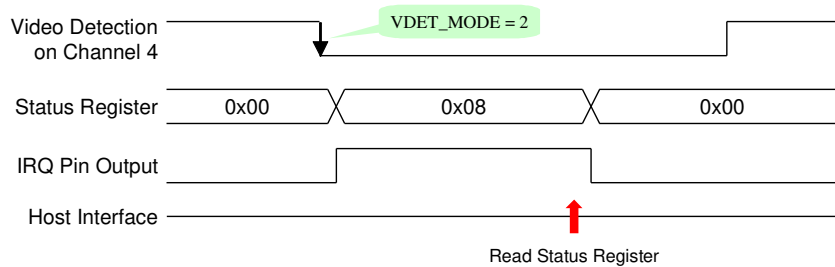 VDET_MODE = 2
Video Detection
on Channel 4
Status Register
0x00
0x08
0x00
IRQ Pin Output
Host Interface
Read Status Register